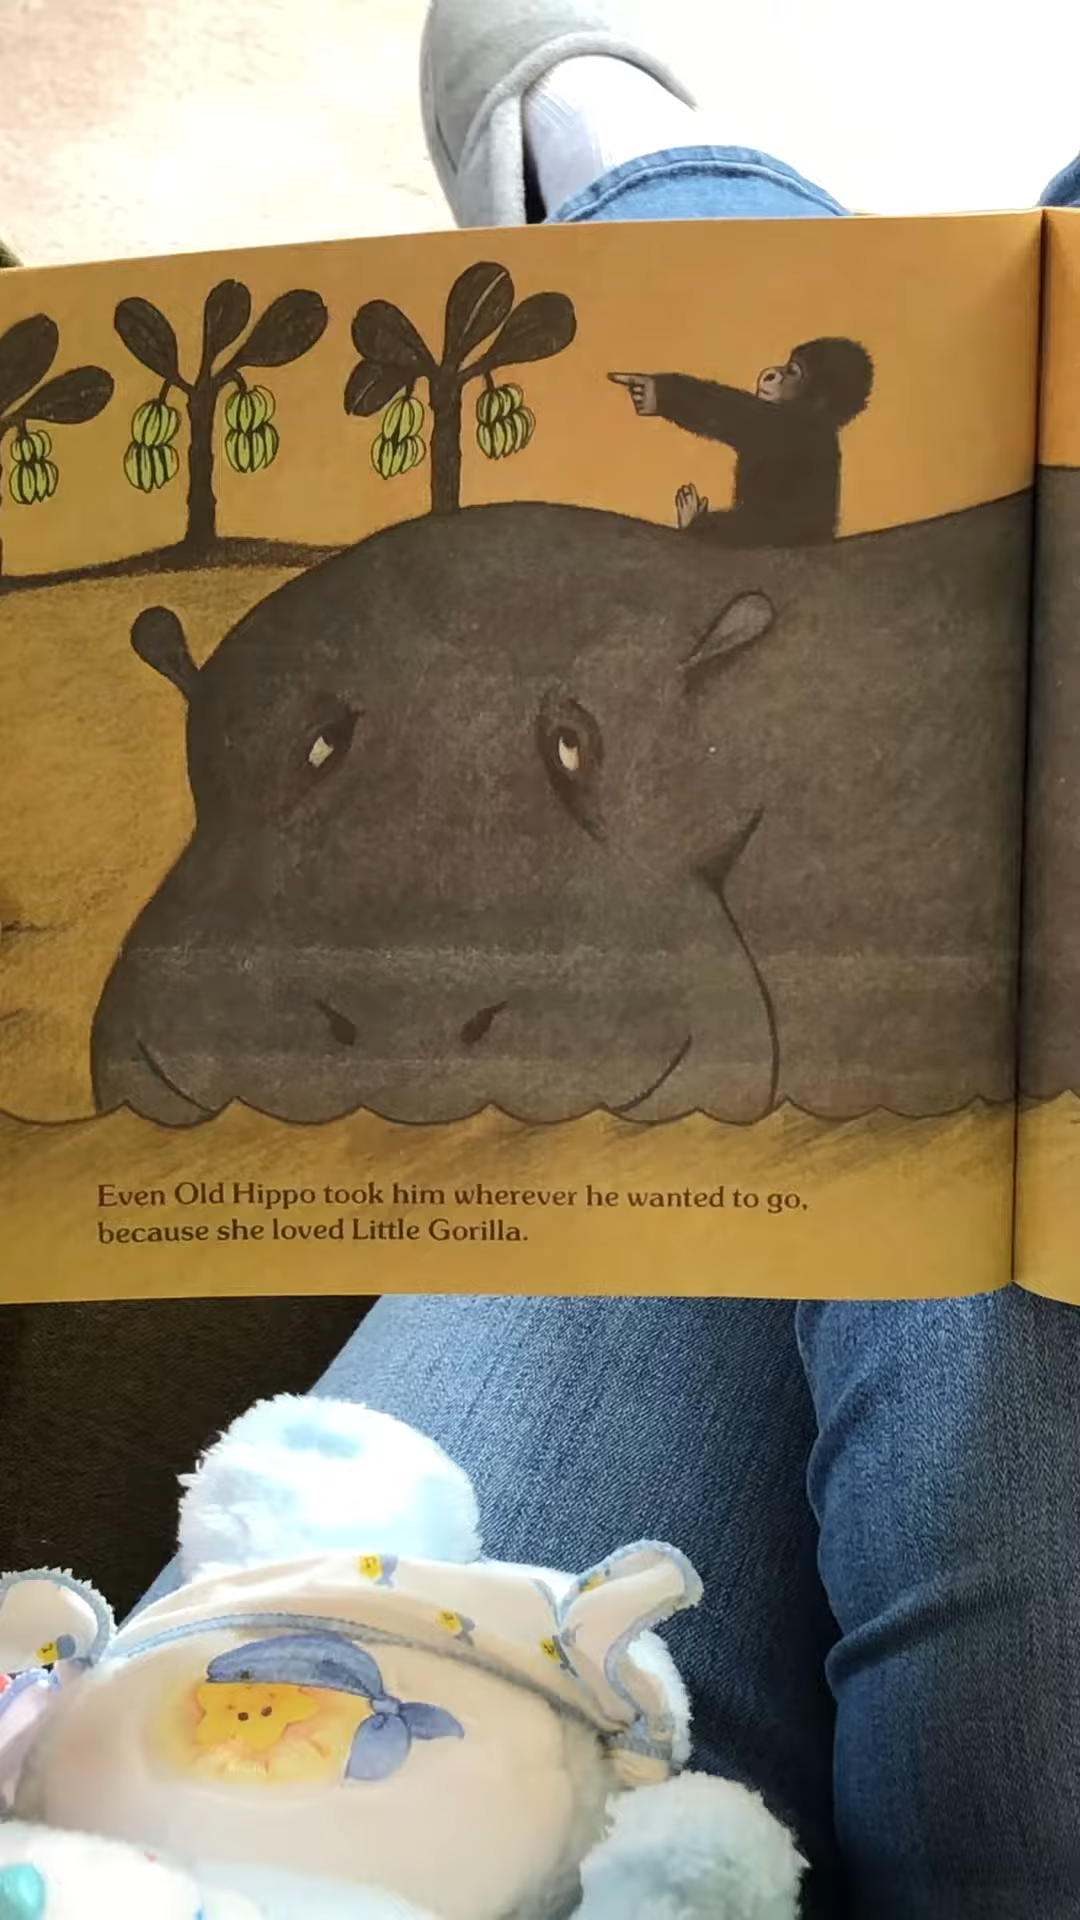 Even Old Hippo took him wherever he wanted to go,
because she loved Little Gorilla.